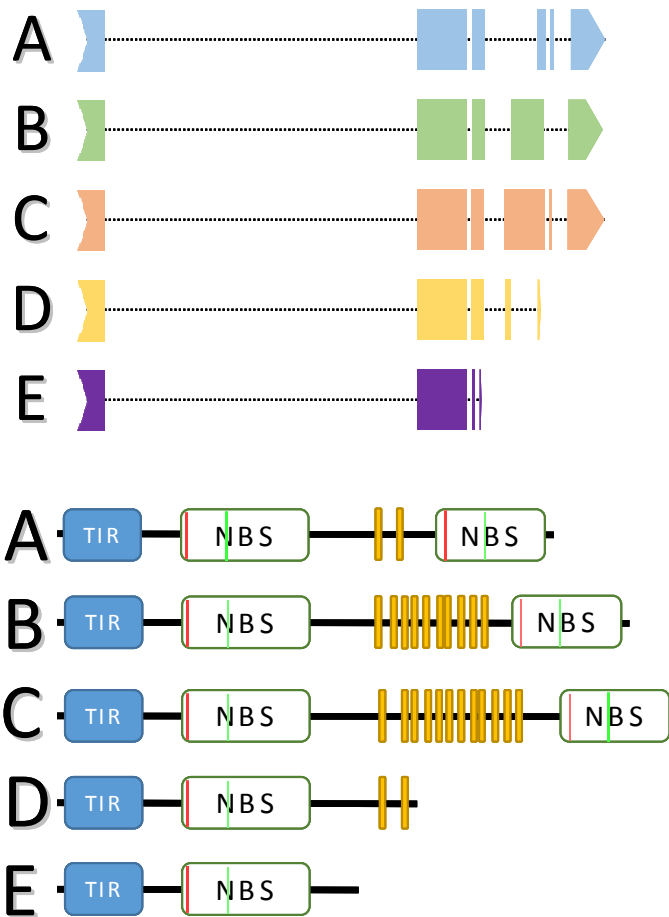 A
B
C
D
E
A TIR NBS NBS
B TIR NBS NBS
C TIR NBS NBS
D TIR NBS
E TIR NBS